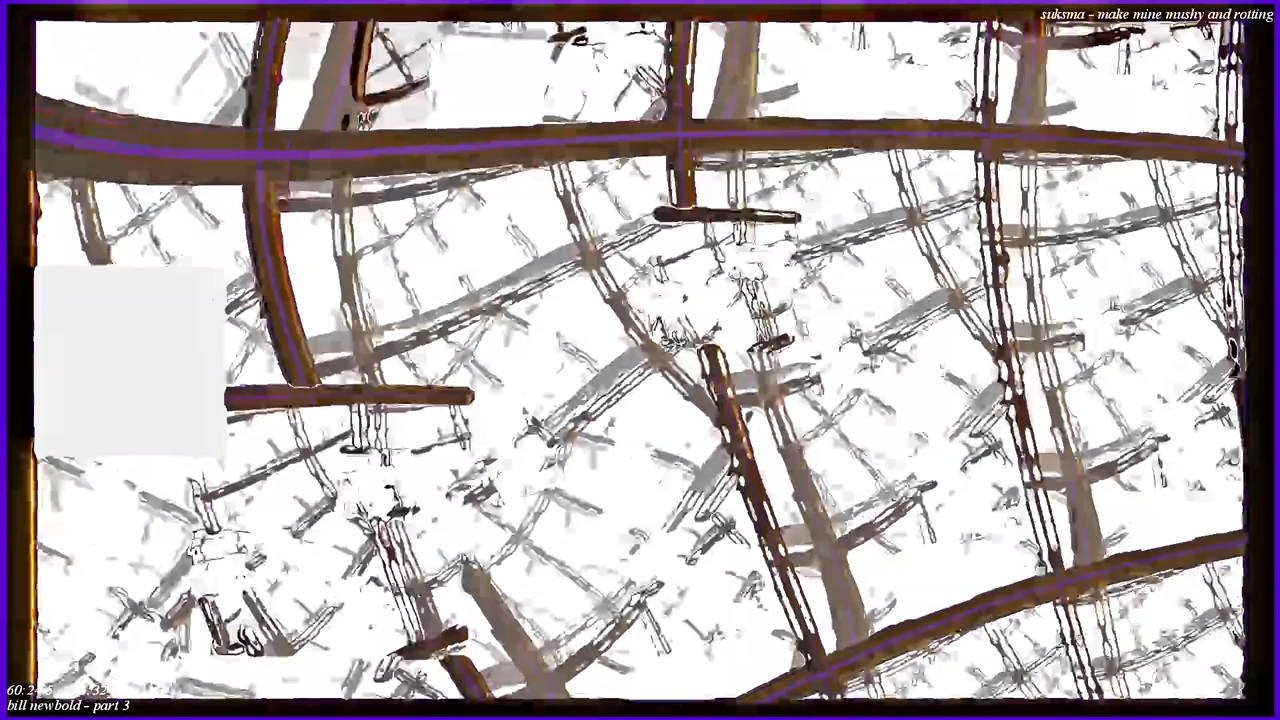 suksma - make mine mushy and rotting
bill newbold - part 3